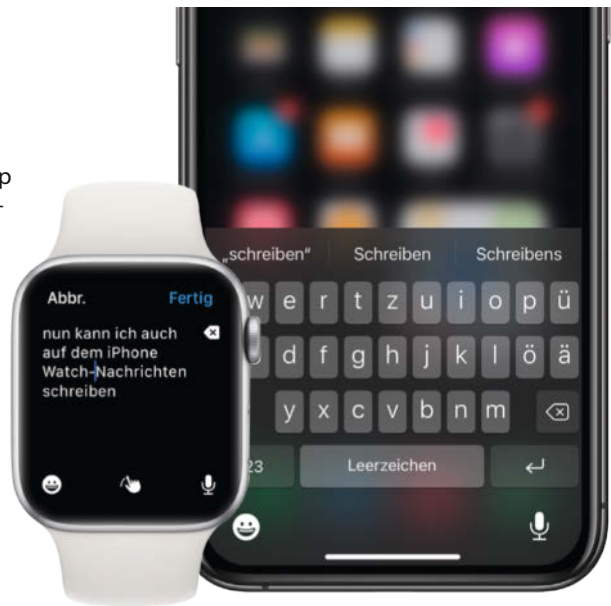 p
-
Abbr. Fertig
nun kann ich auch
auf dem iPhone
Watch-Nachrichten
schreiben
„schreiben“ Schreiben Schreibens
w e r t z u i o p ü
d f g h j k l ö ä
y x c v b n m
23 Leerzeichen